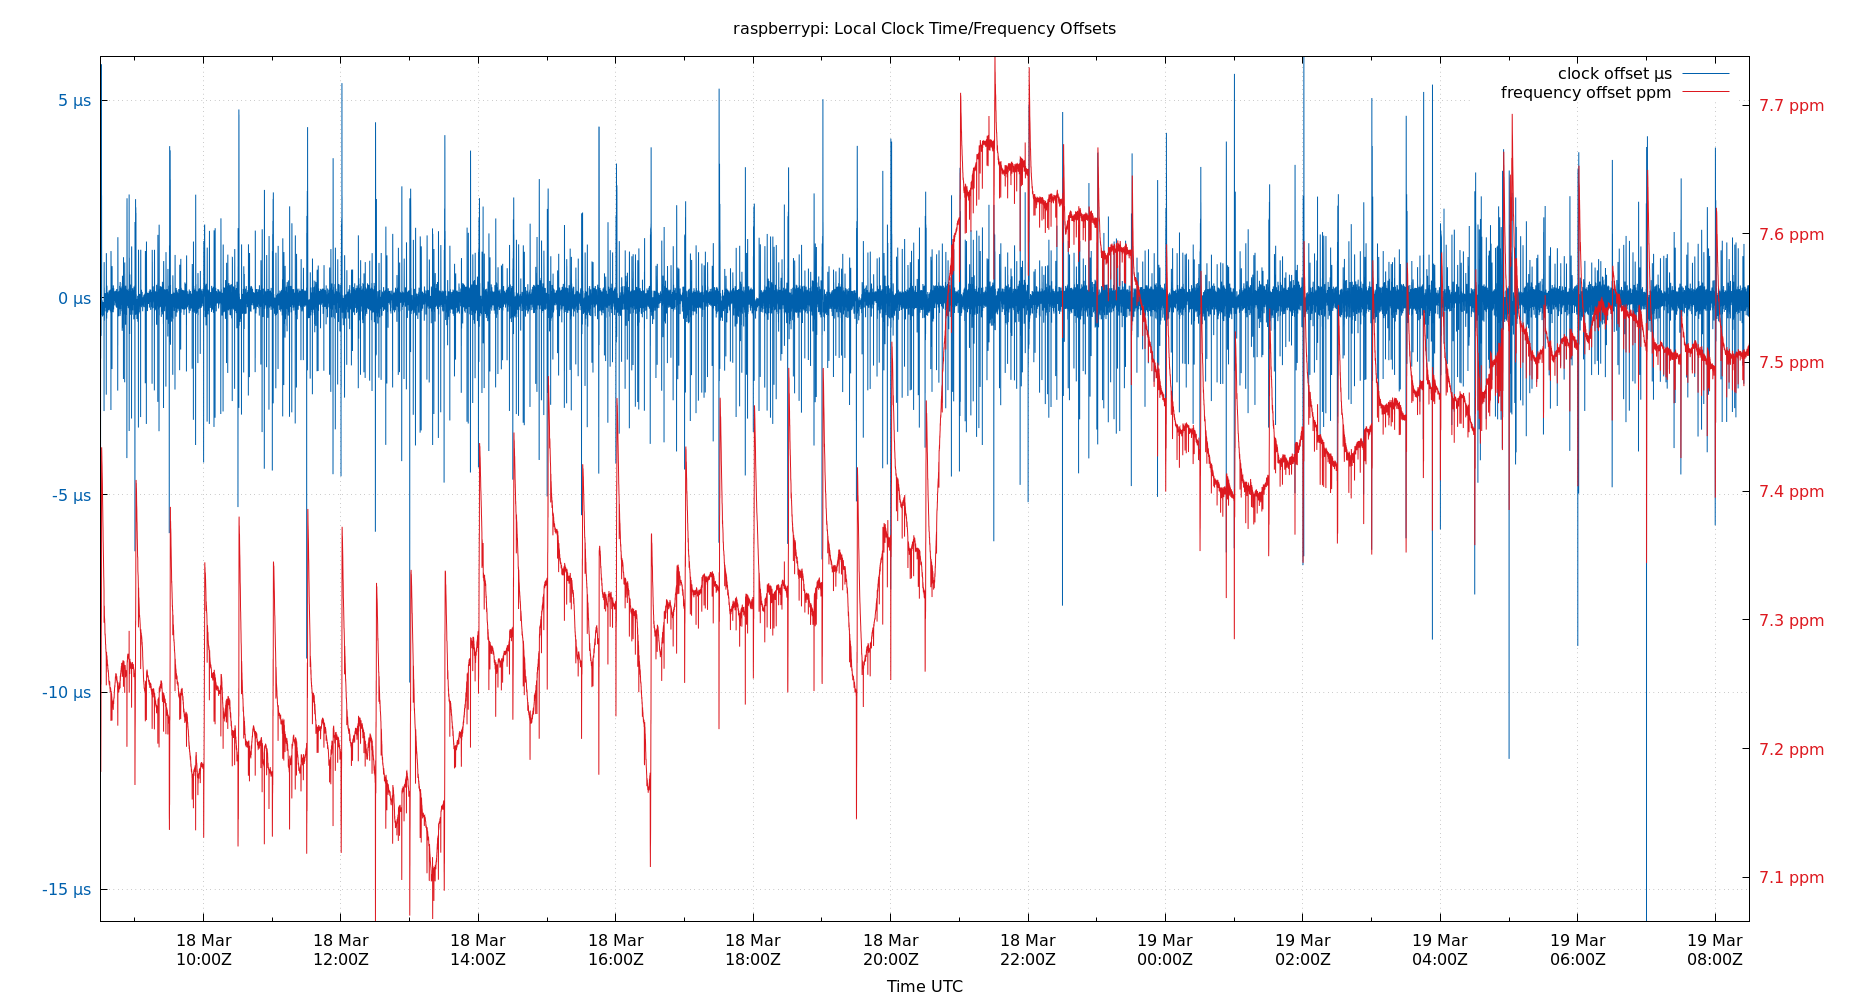 raspberrypi: Local Clock Time/Frequency Offsets
clock offset µs
frequency offset ppm
5 µs
0 µs
-5 µs
-10 µs
-15 µs
7.7 ppm
7.6 ppm
7.5 ppm
7.4 ppm
7.3 ppm
7.2 ppm
7.1 ppm
18 Mar 18 Mar 18 Mar 18 Mar 18 Mar 18 Mar 18 Mar 19 Mar 19 Mar 19 Mar 19 Mar 19 Mar
10:00Z 12:00Z 14:00Z 16:00Z 18:00Z 20:00Z 22:00Z 00:00Z 02:00Z 04:00Z 06:00Z 08:00Z
Time UTC